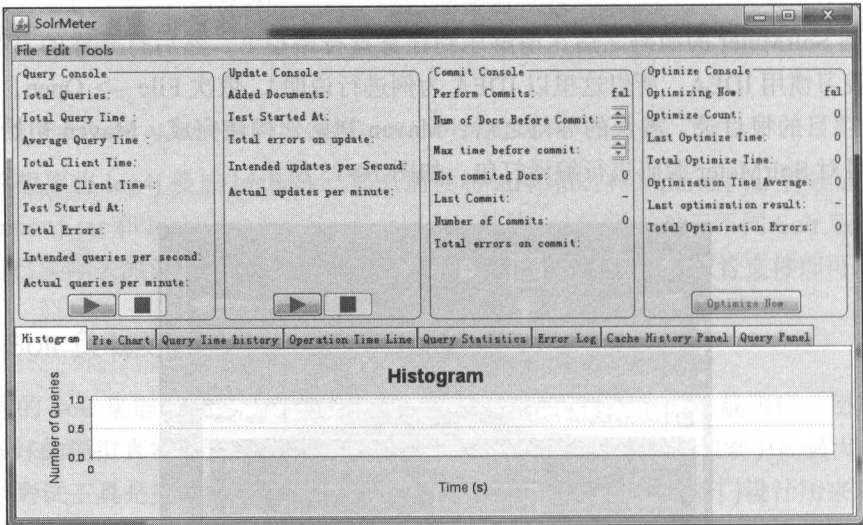 SolrMeter
File Edit Tools
Query Console
Total Queries:
Total Query Time
Average Query Time
Total Client Time:
Average Client Time
Test Started At:
Total Errors:
Intended queries per second:
Actual queries per minute:
Update Console
Added Documents:
Test Started At:
Total errors on update:
Intended updates per Second:
Actual updates per minute:
Commit Console
Perform Commits: fal
Num of Docs Before Commit:
Max time before commit:
Not commited Docs: 0
Last Commit: -
Number of Commits: 0
Total errors on commit:
Optimize Console
Optimizing Now: fal
Optimize Count: 0
Last Optimize Time: 0
Total Optimize Time: 0
Optimization Time Average: 0
Last optimization result: -
Total Optimization Errors: 0
Optimize Now
Histogram Pie Chart Query Time history Operation Time Line Query Statistics Error Log Cache History Panel Query Panel
Histogram
Number of Queries
1.0
0.5
0.0
0
Time (s)